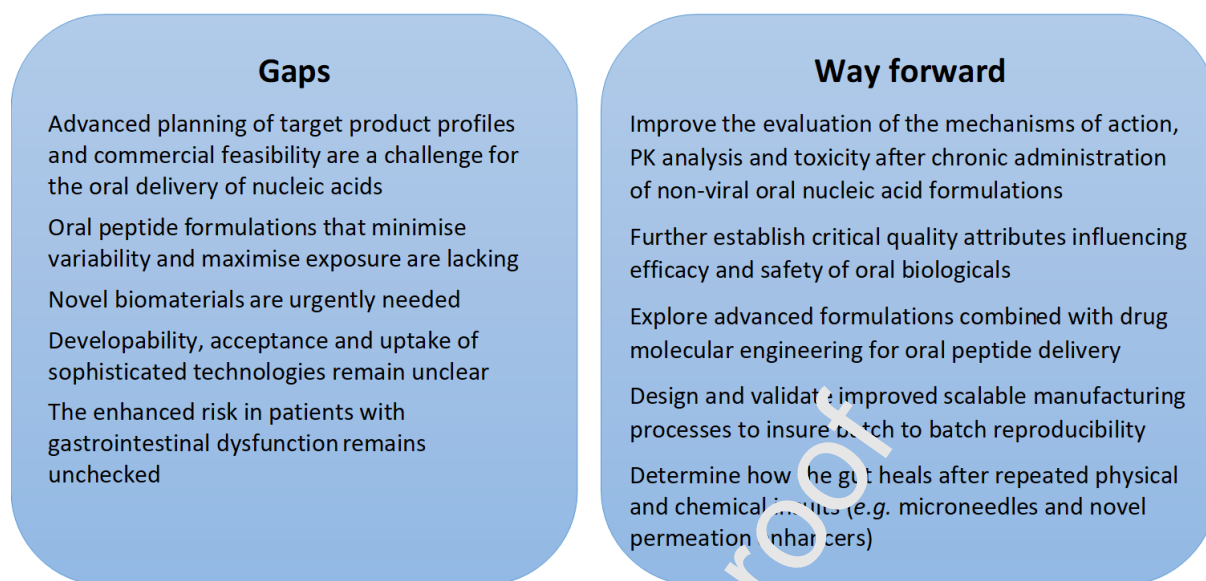 Gaps
Advanced planning of target product profiles
and commercial feasibility are a challenge for
the oral delivery of nucleic acids
Oral peptide formulations that minimise
variability and maximise exposure are lacking
Novel biomaterials are urgently needed
Developability, acceptance and uptake of
sophisticated technologies remain unclear
The enhanced risk in patients with
gastrointestinal dysfunction remains
unchecked
Way forward
Improve the evaluation of the mechanisms of action,
PK analysis and toxicity after chronic administration
of non-viral oral nucleic acid formulations
Further establish critical quality attributes influencing
efficacy and safety of oral biologicals
Explore advanced formulations combined with drug
molecular engineering for oral peptide delivery
Design and validate improved scalable manufacturing
processes to insure batch to batch reproducibility
Determine how the gut heals after repeated physical
and chemical insults (e.g. microneedles and novel
permeation enhancers)
roof